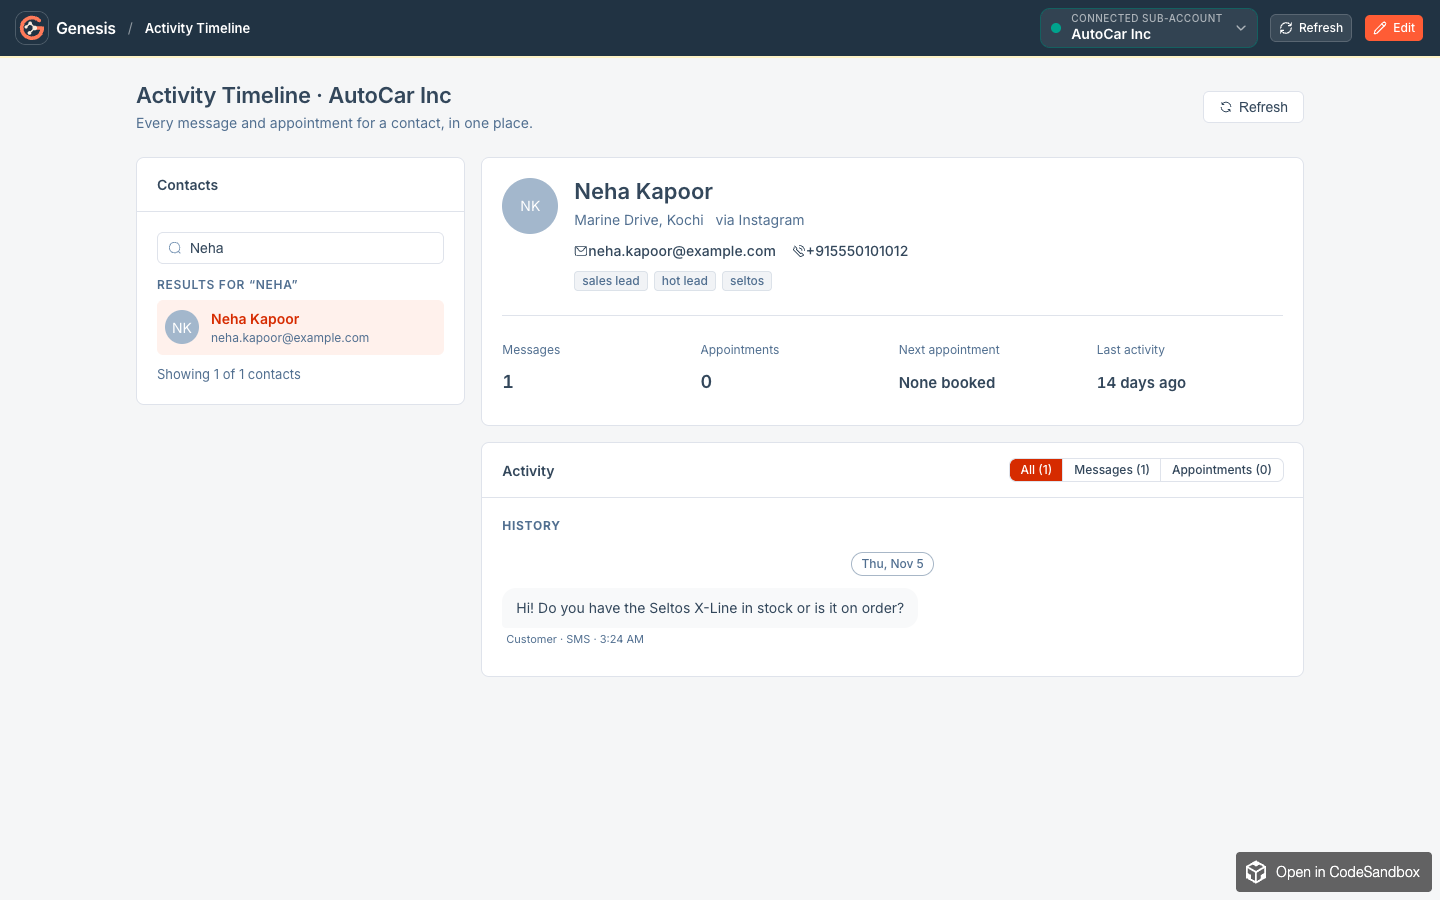 Genesis / Activity Timeline
CONNECTED SUB-ACCOUNT
AutoCar Inc
Refresh
Edit
Activity Timeline · AutoCar Inc
Every message and appointment for a contact, in one place.
Refresh
Contacts
Neha
RESULTS FOR “NEHA”
NK
Neha Kapoor
neha.kapoor@example.com
Showing 1 of 1 contacts
NK
Neha Kapoor
Marine Drive, Kochi via Instagram
neha.kapoor@example.com +915550101012
sales lead hot lead seltos
Messages Appointments Next appointment Last activity
1 0 None booked 14 days ago
Activity
All (1) Messages (1) Appointments (0)
HISTORY
Thu, Nov 5
Hi! Do you have the Seltos X-Line in stock or is it on order?
Customer · SMS · 3:24 AM
Open in CodeSandbox